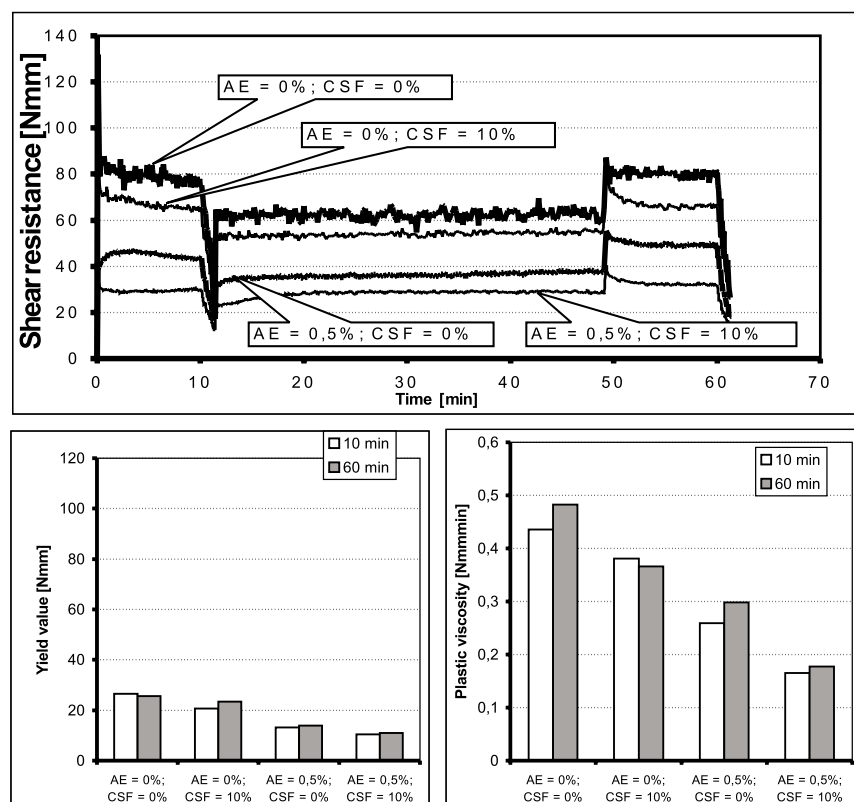 Shear resistance [Nmm]
140
120
100
80
60
40
20
0
AE = 0%; CSF = 0%
AE = 0%; CSF = 10%
AE = 0,5%; CSF = 0%
AE = 0,5%; CSF = 10%
0 10 20 30 40 50 60 70
Time [min]
Yield value [Nmm]
120
100
80
60
40
20
0
10 min
60 min
AE = 0%; AE = 0%; AE = 0,5%; AE = 0,5%;
CSF = 0% CSF = 10% CSF = 0% CSF = 10%
Plastic viscosity [Nmmmin]
0,6
0,5
0,4
0,3
0,2
0,1
0
10 min
60 min
AE = 0%; AE = 0%; AE = 0,5%; AE = 0,5%;
CSF = 0% CSF = 10% CSF = 0% CSF = 10%